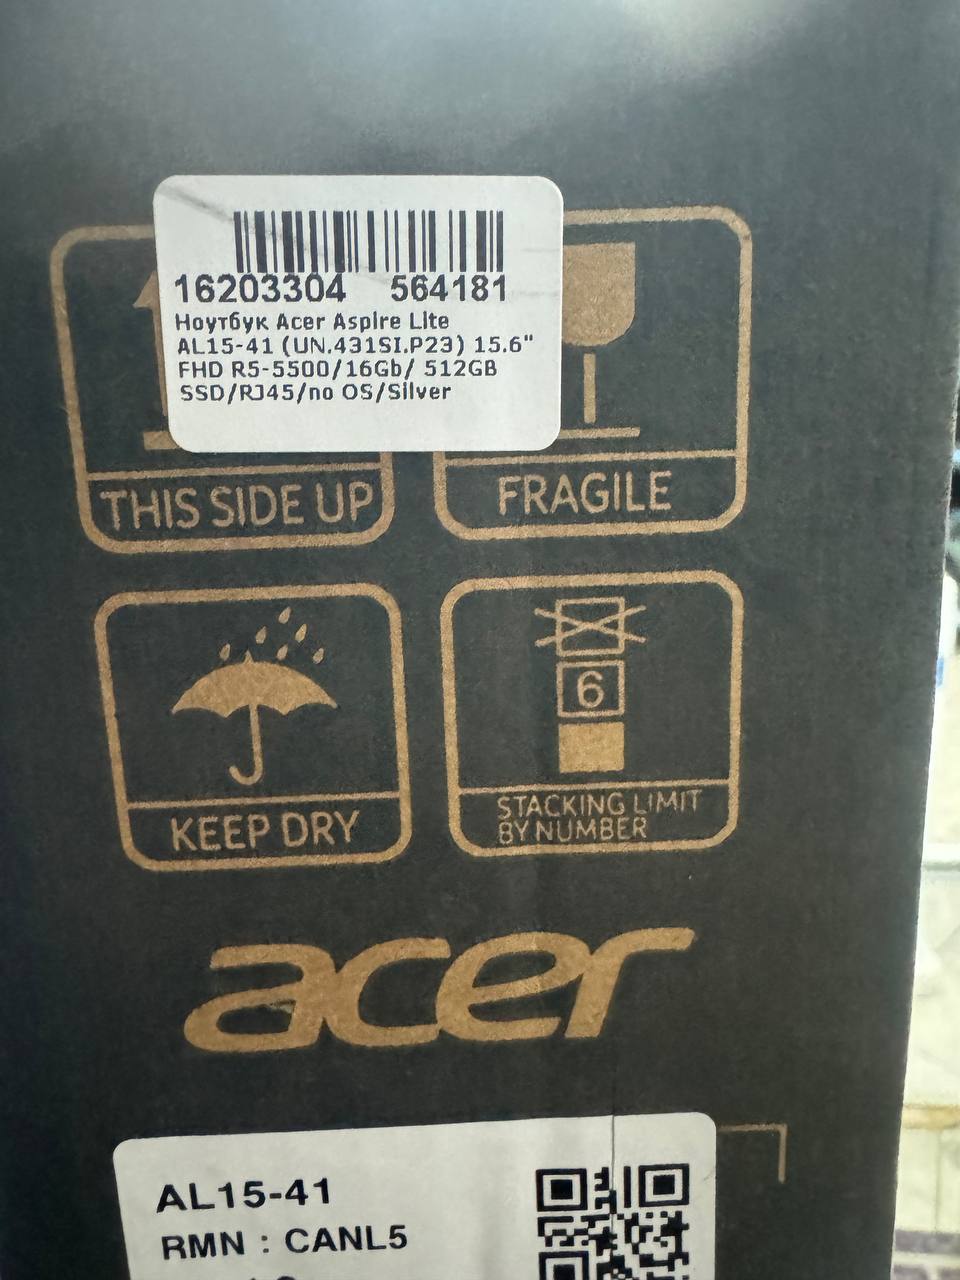 16203304 564181
Ноутбук Acer Aspire Lite
AL15-41 (UN.431SI.P23) 15.6"
FHD R5-5500/16Gb/ 512GB
SSD/RJ45/no OS/Silver
THIS SIDE UP
FRAGILE
6
KEEP DRY
STACKING LIMIT
BY NUMBER
acer
AL15-41
RMN : CANL5